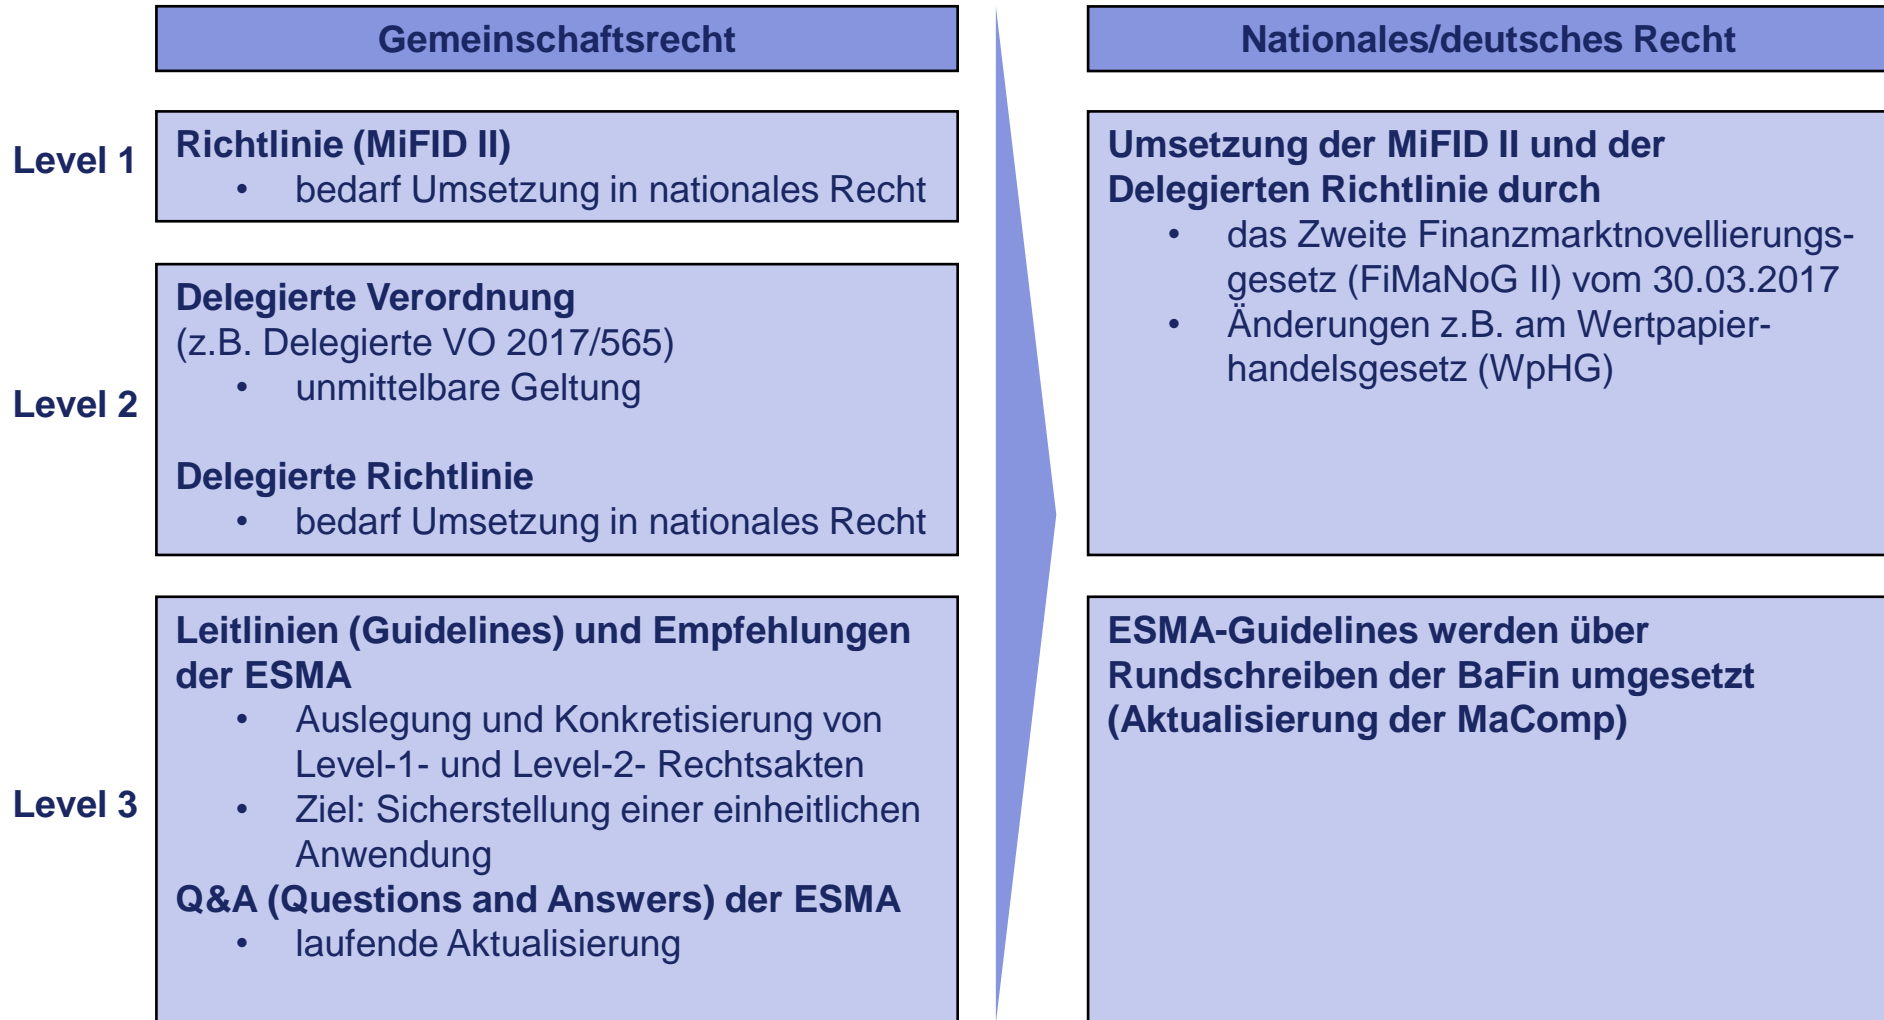 Gemeinschaftsrecht
Nationales/deutsches Recht
Level 1
Richtlinie (MiFID II)
• bedarf Umsetzung in nationales Recht
Umsetzung der MiFID II und der
Delegierten Richtlinie durch
• das Zweite Finanzmarktnovellierungs-
gesetz (FiMaNoG II) vom 30.03.2017
• Änderungen z.B. am Wertpapier-
handelsgesetz (WpHG)
Level 2
Delegierte Verordnung
(z.B. Delegierte VO 2017/565)
• unmittelbare Geltung
Delegierte Richtlinie
• bedarf Umsetzung in nationales Recht
Level 3
Leitlinien (Guidelines) und Empfehlungen
der ESMA
• Auslegung und Konkretisierung von
Level-1- und Level-2- Rechtsakten
• Ziel: Sicherstellung einer einheitlichen
Anwendung
Q&A (Questions and Answers) der ESMA
• laufende Aktualisierung
ESMA-Guidelines werden über
Rundschreiben der BaFin umgesetzt
(Aktualisierung der MaComp)